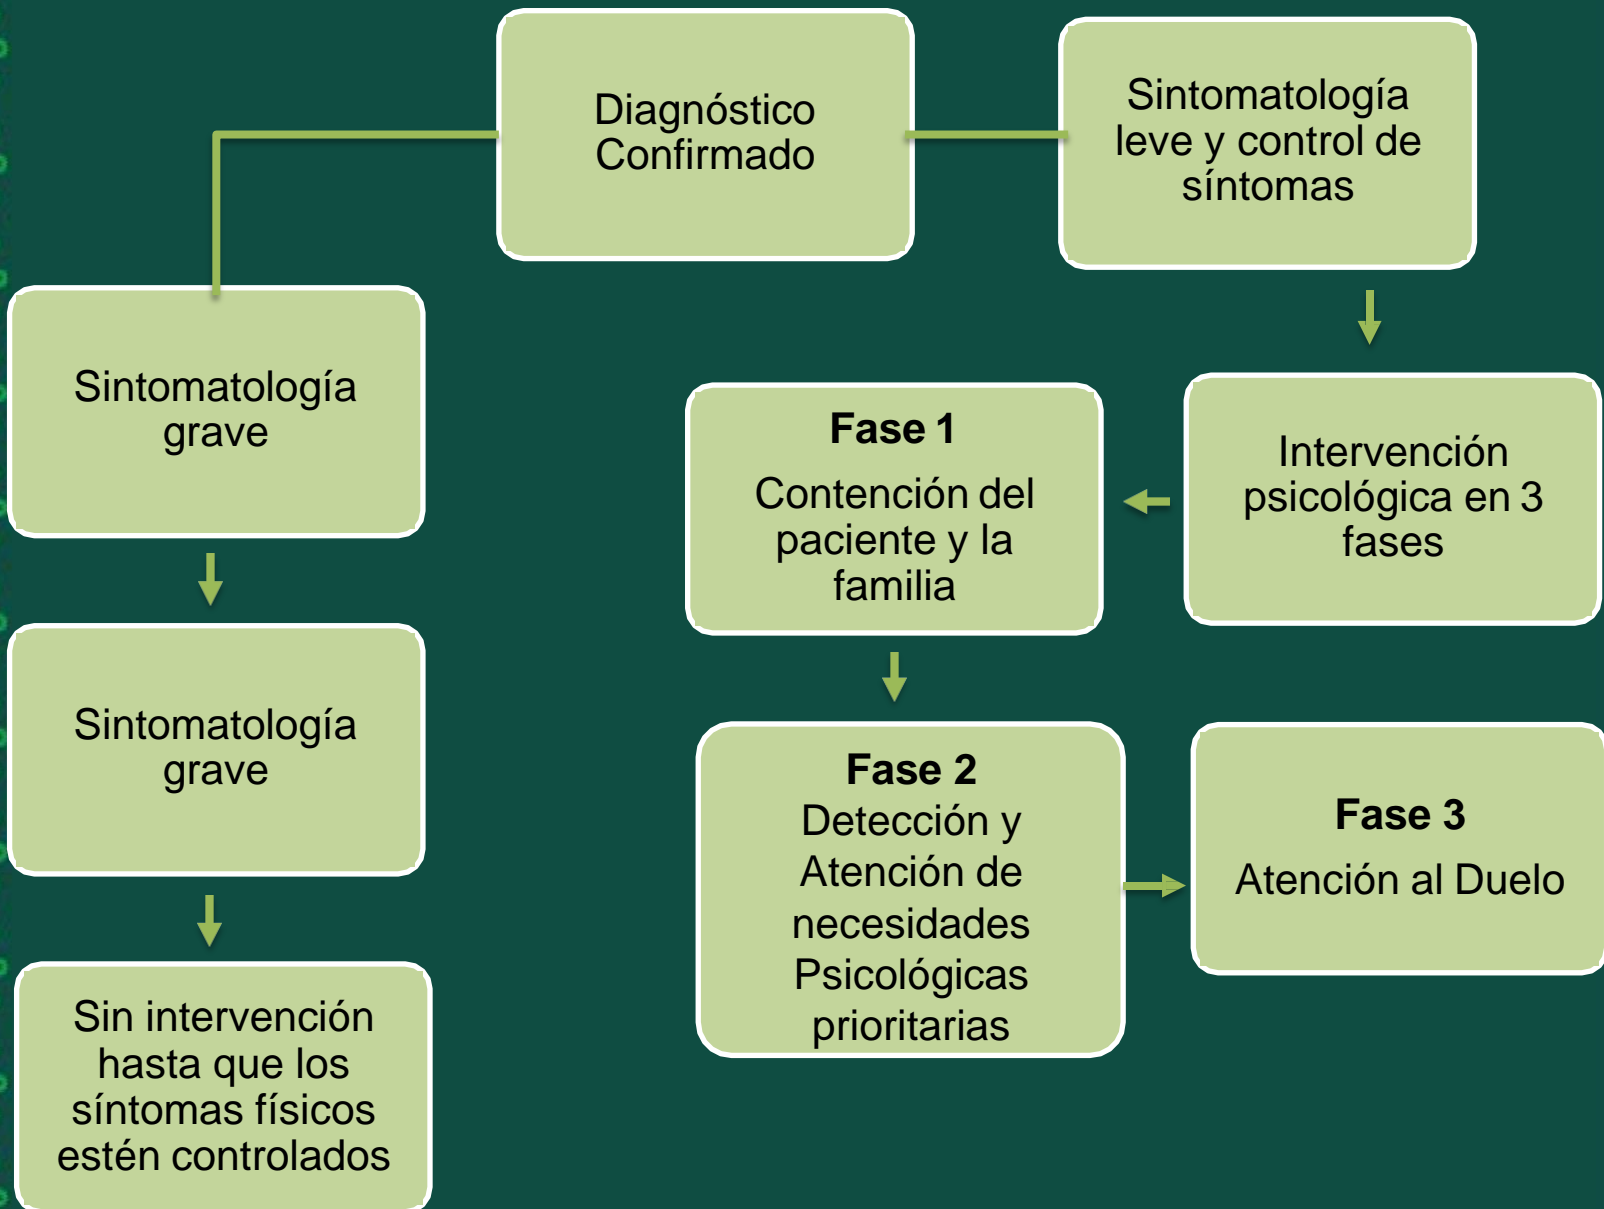 Diagnóstico
Confirmado
Sintomatología
leve y control de
síntomas
Sintomatología
grave
Fase 1
Contención del
paciente y la
familia
Intervención
psicológica en 3
fases
Sintomatología
grave
Fase 2
Detección y
Atención de
necesidades
Psicológicas
prioritarias
Fase 3
Atención al Duelo
Sin intervención
hasta que los
síntomas físicos
estén controlados